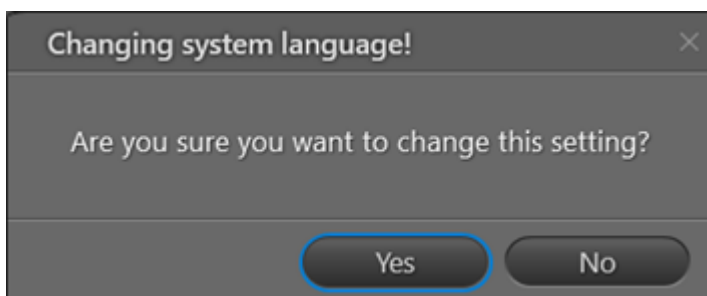 Changing system language!
Are you sure you want to change this setting?
Yes No